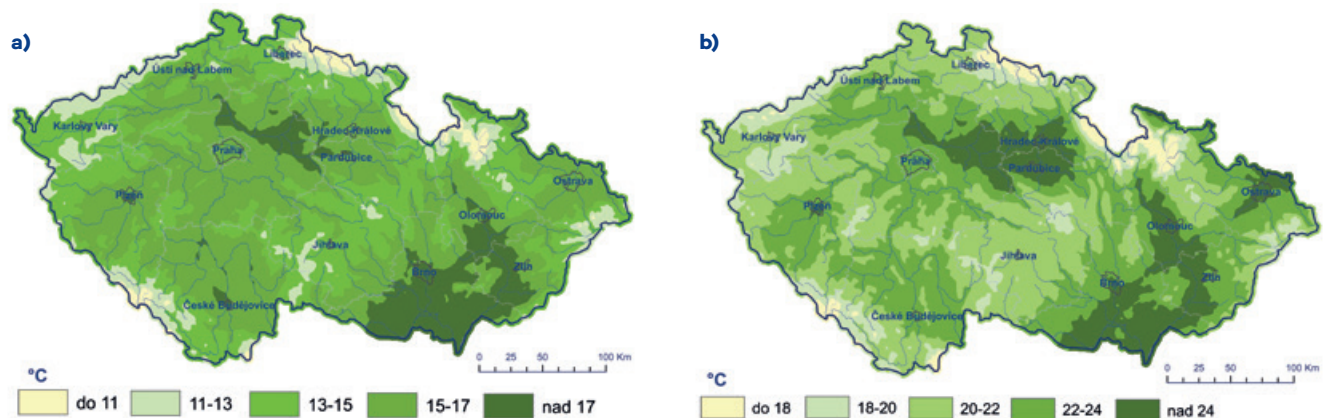 a)
Liberec
Ústí nad Labem
Karlovy Vary
Hradec Králové
Praha
Pardubice
Ostrava
Plzeň
Olomouc
Jihlava
Zlín
Brno
České Budějovice
0 25 50 100 Km
°C
do 11 11-13 13-15 15-17 nad 17
b)
Liberec
Ústí nad Labem
Karlovy Vary
Hradec Králové
Praha
Pardubice
Ostrava
Plzeň
Olomouc
Jihlava
Zlín
Brno
České Budějovice
0 25 50 100 Km
°C
do 18 18-20 20-22 22-24 nad 24